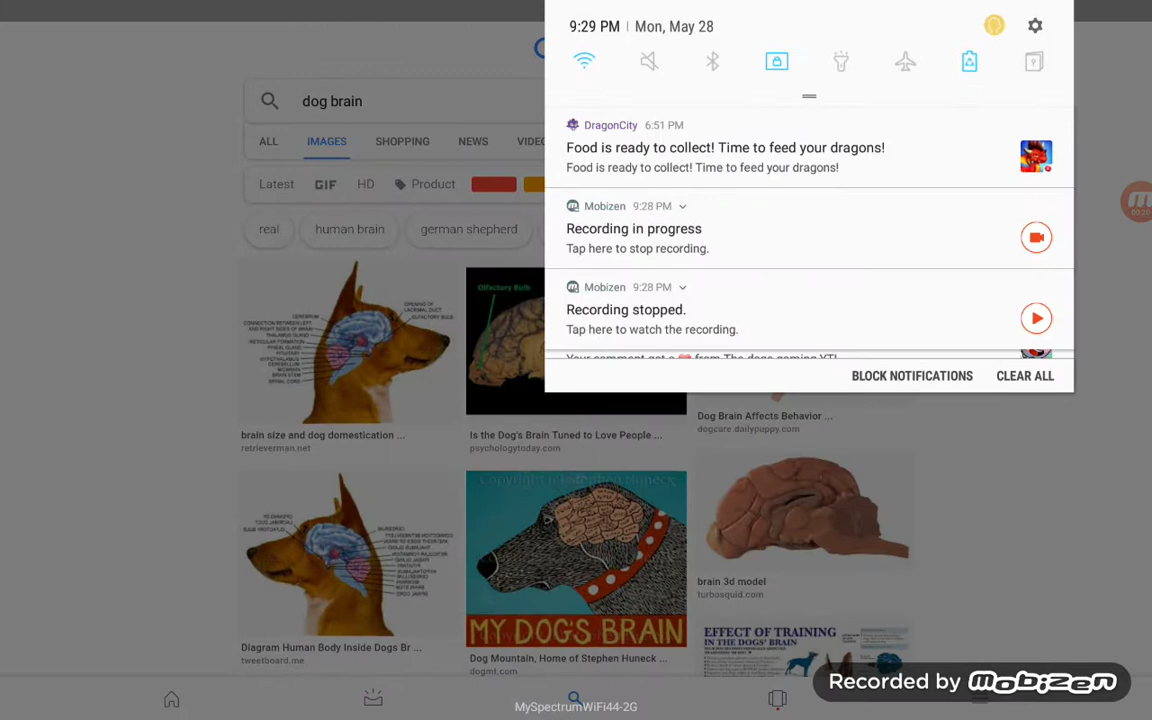 9:29 PM | Mon, May 28
dog brain
ALL IMAGES SHOPPING NEWS
Latest GIF HD Product
real human brain german shepherd
DragonCity 6:51 PM
Food is ready to collect! Time to feed your dragons!
Food is ready to collect! Time to feed your dragons!
Mobizen 9:28 PM
Recording in progress
Tap here to stop recording.
Mobizen 9:28 PM
Recording stopped.
Tap here to watch the recording.
BLOCK NOTIFICATIONS CLEAR ALL
Olfactory Bulb
brain size and dog domestication ...
retrieverman.net
Is the Dog's Brain Tuned to Love People ...
psychologytoday.com
Dog Brain Affects Behavior ...
dogcare.dailypuppy.com
MY DOG'S BRAIN
Diagram Human Body Inside Dogs Br ...
tweetboard.me
Dog Mountain, Home of Stephen Huneck ...
dogmt.com
brain 3d model
turbosquid.com
EFFECT OF TRAINING
IN THE DOGS' BRAIN
Recorded by mobizen
MySpectrumWiFi44-2G